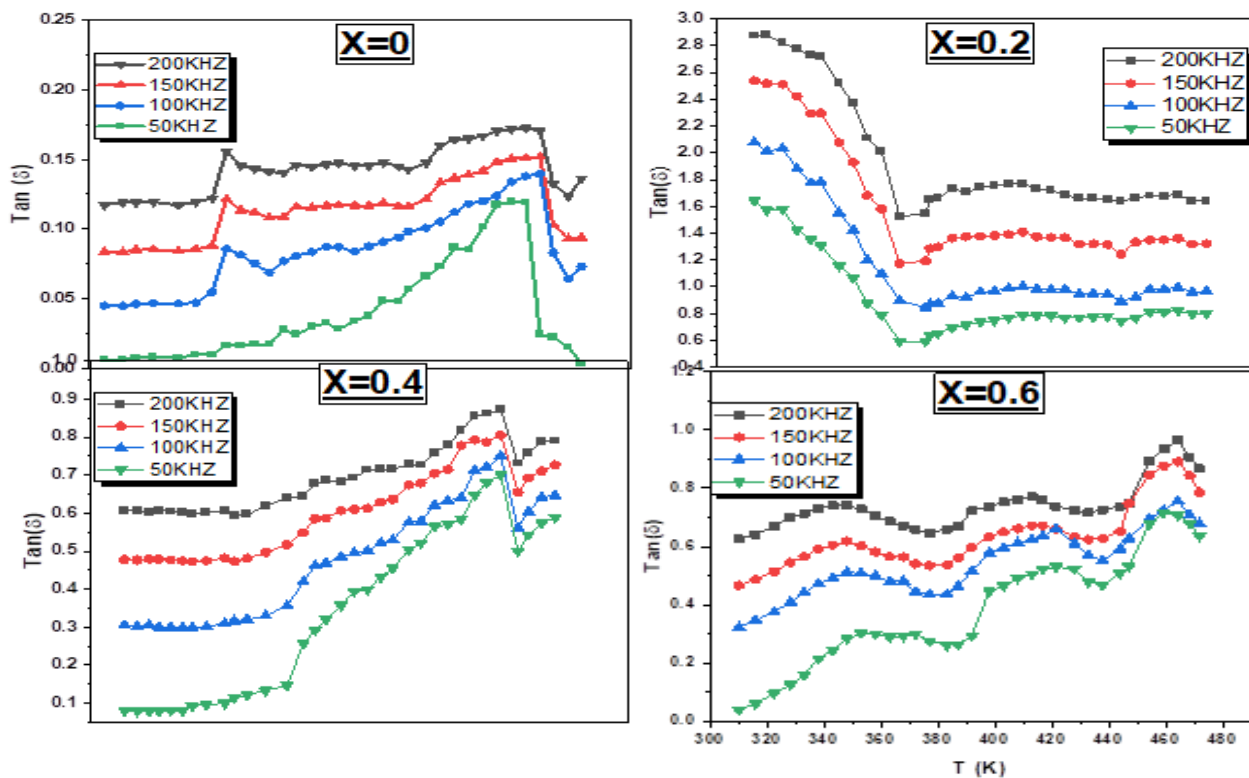 X=0
200KHZ
150KHZ
100KHZ
50KHZ
Tan (δ)
0.25
0.20
0.15
0.10
0.05
0.00
X=0.2
200KHZ
150KHZ
100KHZ
50KHZ
Tan(δ)
3.0
2.8
2.6
2.4
2.2
2.0
1.8
1.6
1.4
1.2
1.0
0.8
0.6
0.4
X=0.4
200KHZ
150KHZ
100KHZ
50KHZ
Tan(δ)
1.0
0.9
0.8
0.7
0.6
0.5
0.4
0.3
0.2
0.1
X=0.6
200KHZ
150KHZ
100KHZ
50KHZ
Tan(δ)
1.2
1.0
0.8
0.6
0.4
0.2
0.0
300 320 340 360 380 400 420 440 460 480
T (K)